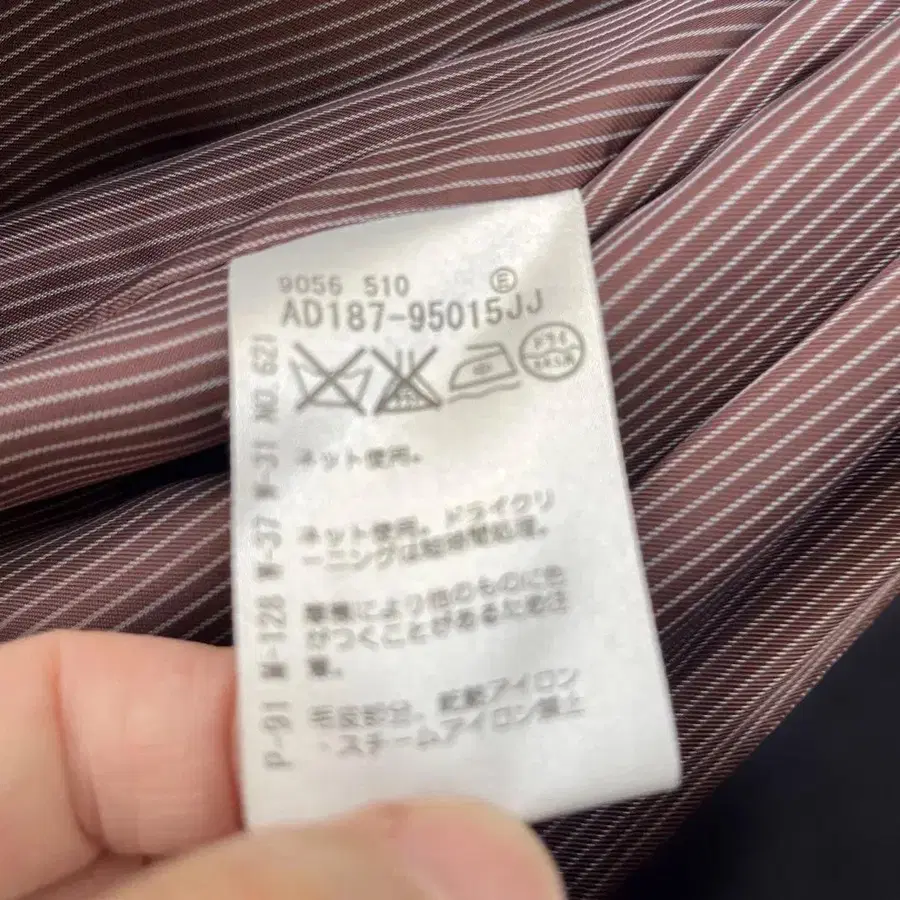 9056 510 E
AD187-95015JJ
ドライ
ネット使用。
ネット使用。ドライクリ
ーニングは短時間処理。
摩擦により他のものに色
がつくことがあるため注
意。
毛皮部分、乾熱アイロン
・スチームアイロン禁止
P-91 W-128 W-37 W-31 NO.621